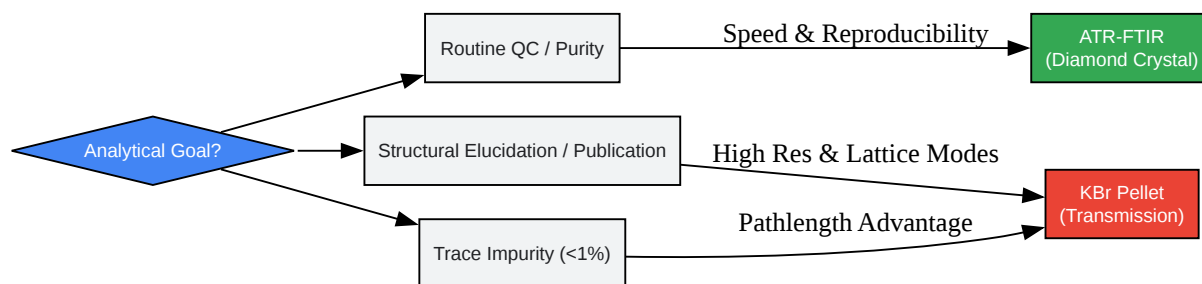 Analytical Goal?
Routine QC / Purity
Speed & Reproducibility
ATR-FTIR
(Diamond Crystal)
Structural Elucidation / Publication
High Res & Lattice Modes
KBr Pellet
(Transmission)
Trace Impurity (<1%)
Pathlength Advantage